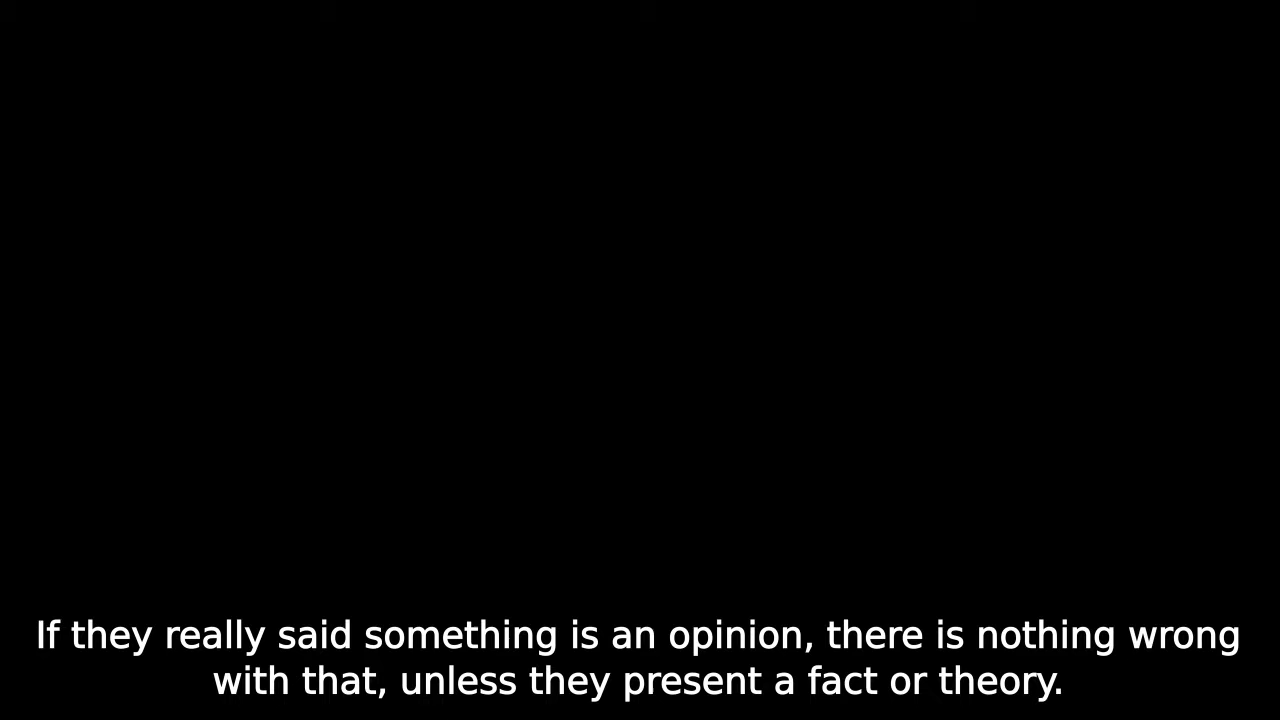 If they really said something is an opinion, there is nothing wrong
with that, unless they present a fact or theory.